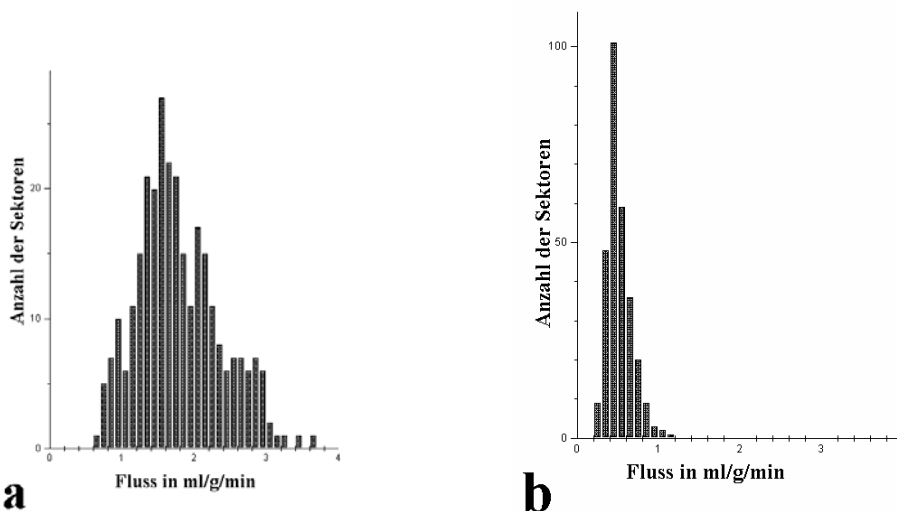 Anzahl der Sektoren
20
10
0
0 1 2 3 4
Fluss in ml/g/min
a
Anzahl der Sektoren
100
50
0
0 1 2 3
Fluss in ml/g/min
b